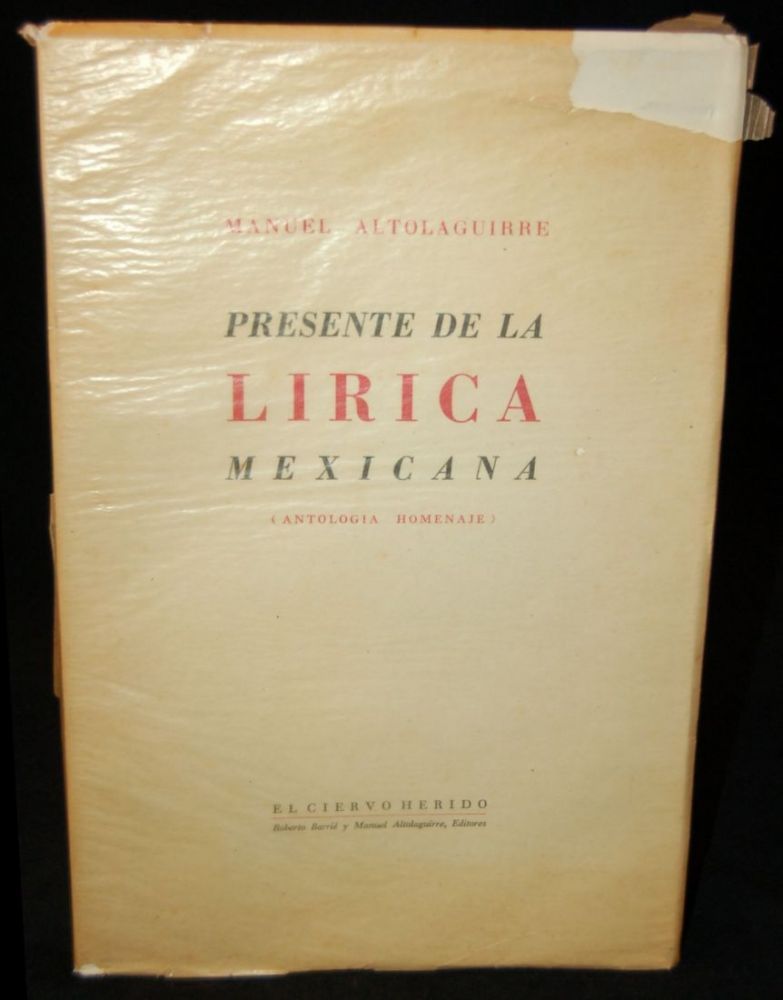 MANUEL ALTOLAGUIRRE
PRESENTE DE LA
LIRICA
MEXICANA
(ANTOLOGIA HOMENAJE)
EL CIERVO HERIDO
Roberto Barrié y Manuel Altolaguirre, Editores